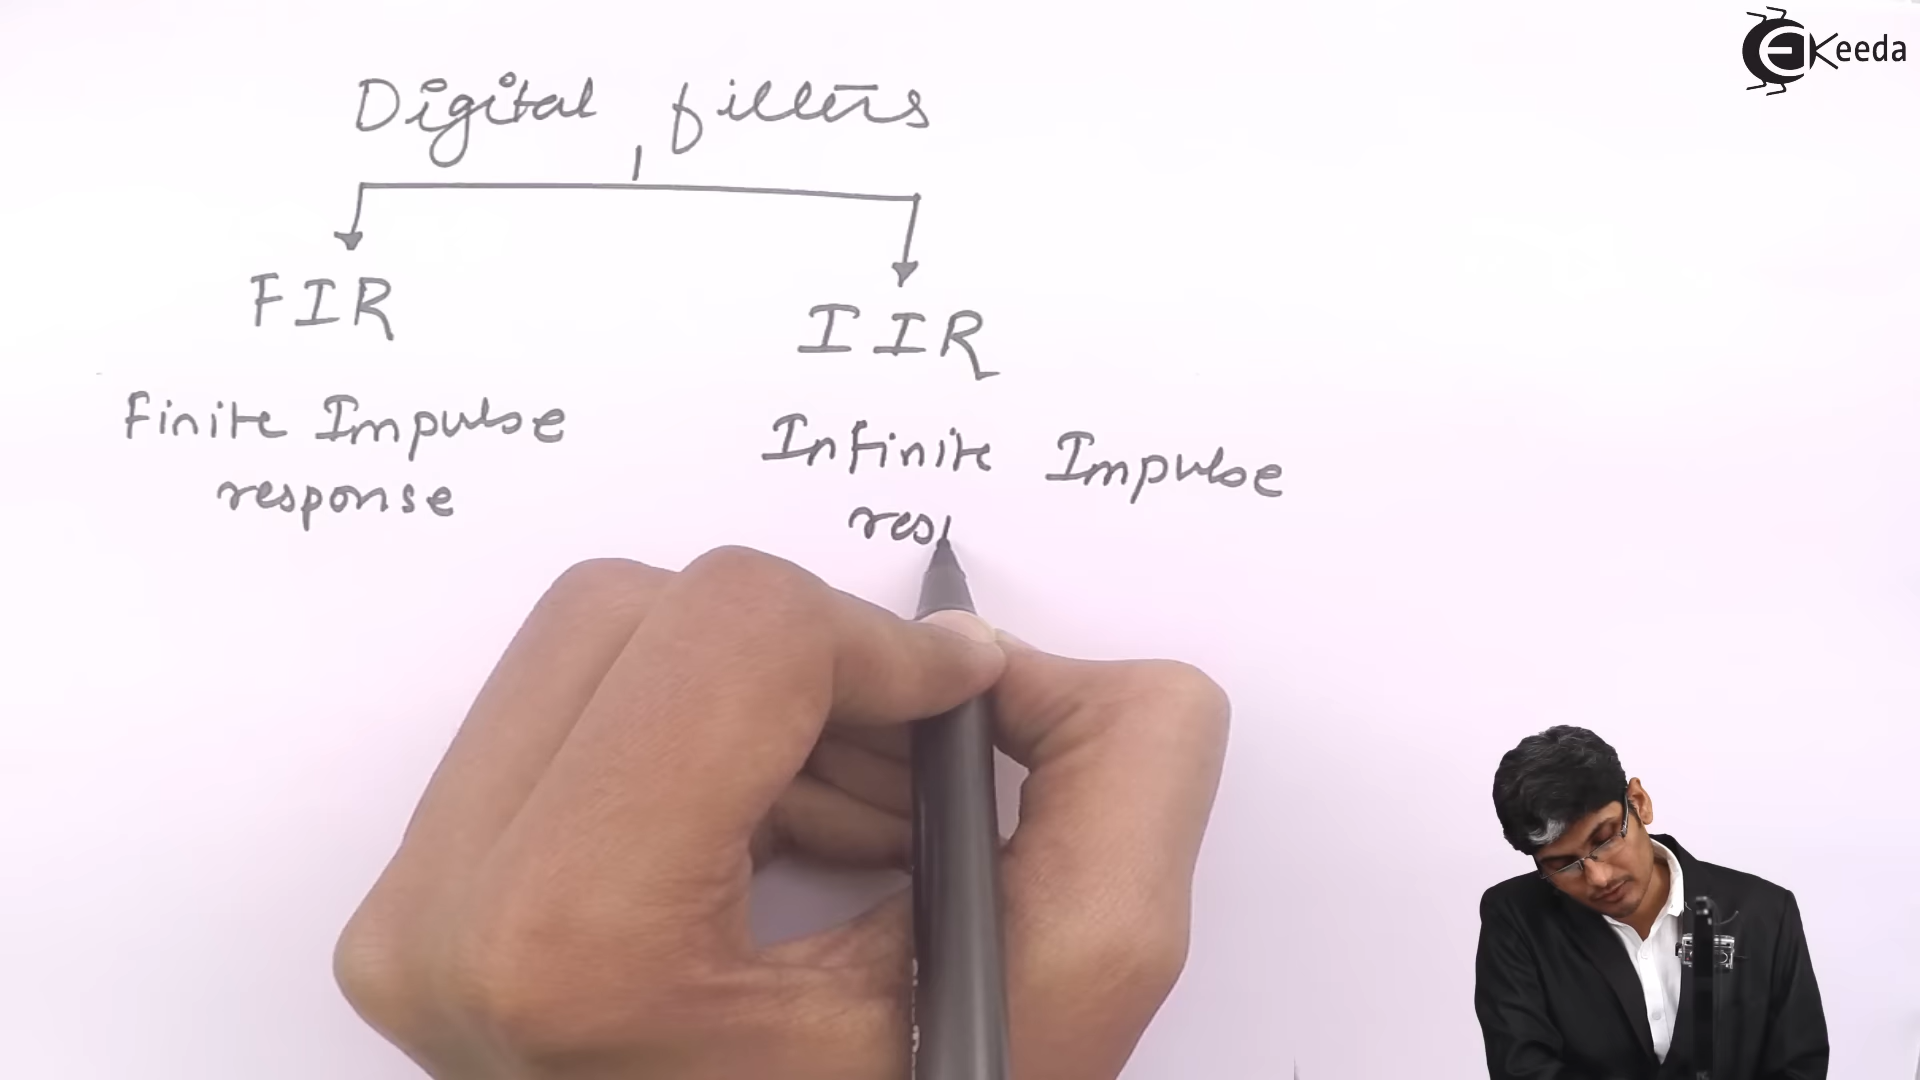 Keeda
Digital filters
FIR
IIR
Finite Impulse
response
Infinite Impulse
res